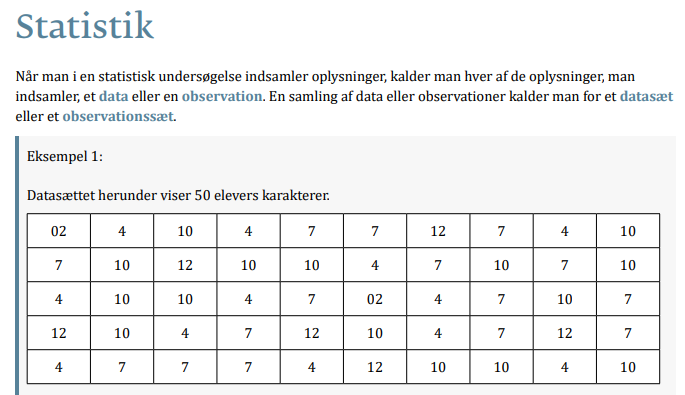 Statistik
Når man i en statistisk undersøgelse indsamler oplysninger, kalder man hver af de oplysninger, man
indsamler, et data eller en observation. En samling af data eller observationer kalder man for et datasæt
eller et observationssæt.
Eksempel 1:
Datasættet herunder viser 50 elevers karakterer.
02 4 10 4 7 7 12 7 4 10
7 10 12 10 10 4 7 10 7 10
4 10 10 4 7 02 4 7 10 7
12 10 4 7 12 10 4 7 12 7
4 7 7 7 4 12 10 10 4 10